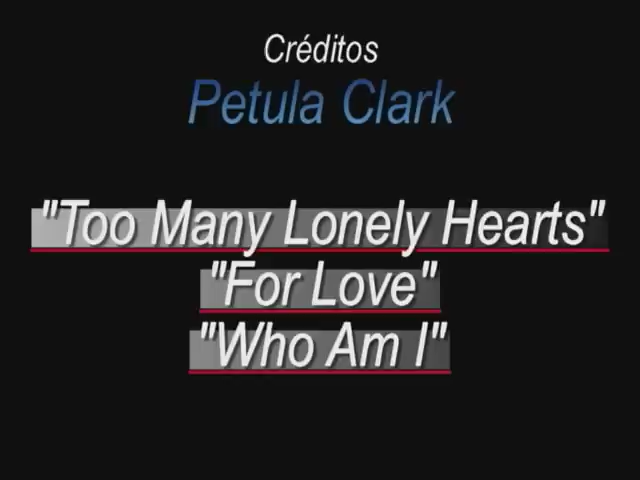 Créditos
Petula Clark
"Too Many Lonely Hearts"
"For Love"
"Who Am I"